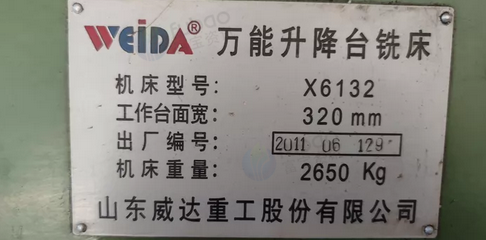 WEIDA® 万能升降台铣床
机床型号: X6132
工作台面宽: 320 mm
出厂编号: 2011 06 129
机床重量: 2650 Kg
山东威达重工股份有限公司